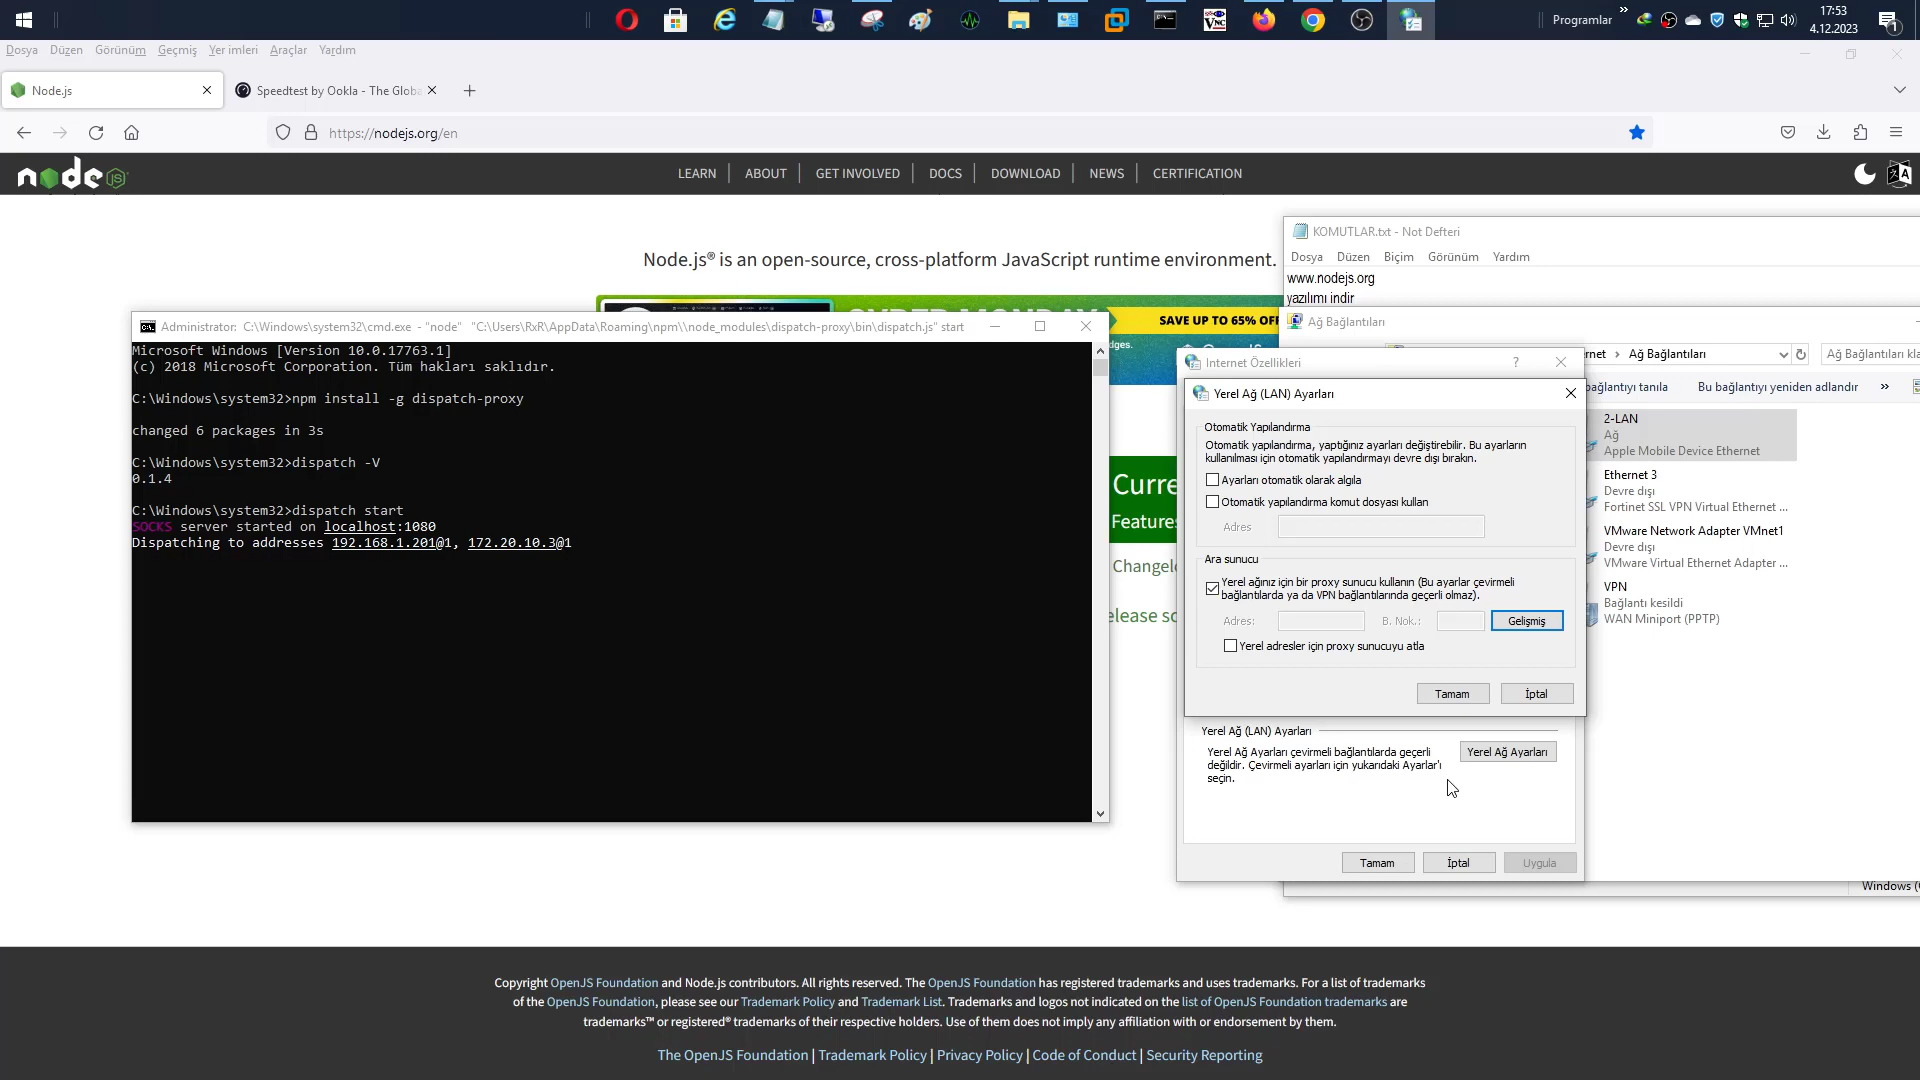 Programlar
17:53
4.12.2023
1
Dosya Düzen Görünüm Geçmiş Yer imleri Araçlar Yardım
Node.js
Speedtest by Ookla - The Globa
https://nodejs.org/en
node JS
LEARN ABOUT GET INVOLVED DOCS DOWNLOAD NEWS CERTIFICATION
Node.js® is an open-source, cross-platform JavaScript runtime environment.
SAVE UP TO 65% OFF
dges.
KOMUTLAR.txt - Not Defteri
Dosya Düzen Biçim Görünüm Yardım
www.nodejs.org
yazılımı indir
Administrator: C:\Windows\system32\cmd.exe - "node" "C:\Users\RxR\AppData\Roaming\npm\\node_modules\dispatch-proxy\bin\dispatch.js" start
Microsoft Windows [Version 10.0.17763.1]
(c) 2018 Microsoft Corporation. Tüm hakları saklıdır.
C:\Windows\system32>npm install -g dispatch-proxy
changed 6 packages in 3s
C:\Windows\system32>dispatch -V
0.1.4
C:\Windows\system32>dispatch start
SOCKS server started on localhost:1080
Dispatching to addresses 192.168.1.201@1, 172.20.10.3@1
Curre
Features
Changelo
elease sc
Ağ Bağlantıları
rnet › Ağ Bağlantıları
Ağ Bağlantıları kla
bağlantıyı tanıla Bu bağlantıyı yeniden adlandır »
2-LAN
Ağ
Apple Mobile Device Ethernet
Ethernet 3
Devre dışı
Fortinet SSL VPN Virtual Ethernet ...
VMware Network Adapter VMnet1
Devre dışı
VMware Virtual Ethernet Adapter ...
VPN
Bağlantı kesildi
WAN Miniport (PPTP)
Internet Özellikleri
Yerel Ağ (LAN) Ayarları
Otomatik Yapılandırma
Otomatik yapılandırma, yaptığınız ayarları değiştirebilir. Bu ayarların
kullanılması için otomatik yapılandırmayı devre dışı bırakın.
Ayarları otomatik olarak algıla
Otomatik yapılandırma komut dosyası kullan
Adres
Ara sunucu
Yerel ağınız için bir proxy sunucu kullanın (Bu ayarlar çevirmeli
bağlantılarda ya da VPN bağlantılarında geçerli olmaz).
Adres: B. Nok.: Gelişmiş
Yerel adresler için proxy sunucuyu atla
Tamam İptal
Yerel Ağ (LAN) Ayarları
Yerel Ağ Ayarları çevirmeli bağlantılarda geçerli
değildir. Çevirmeli ayarları için yukarıdaki Ayarlar'ı
seçin.
Yerel Ağ Ayarları
Tamam İptal Uygula
Windows (
Copyright OpenJS Foundation and Node.js contributors. All rights reserved. The OpenJS Foundation has registered trademarks and uses trademarks. For a list of trademarks
of the OpenJS Foundation, please see our Trademark Policy and Trademark List. Trademarks and logos not indicated on the list of OpenJS Foundation trademarks are
trademarks™ or registered® trademarks of their respective holders. Use of them does not imply any affiliation with or endorsement by them.
The OpenJS Foundation | Trademark Policy | Privacy Policy | Code of Conduct | Security Reporting